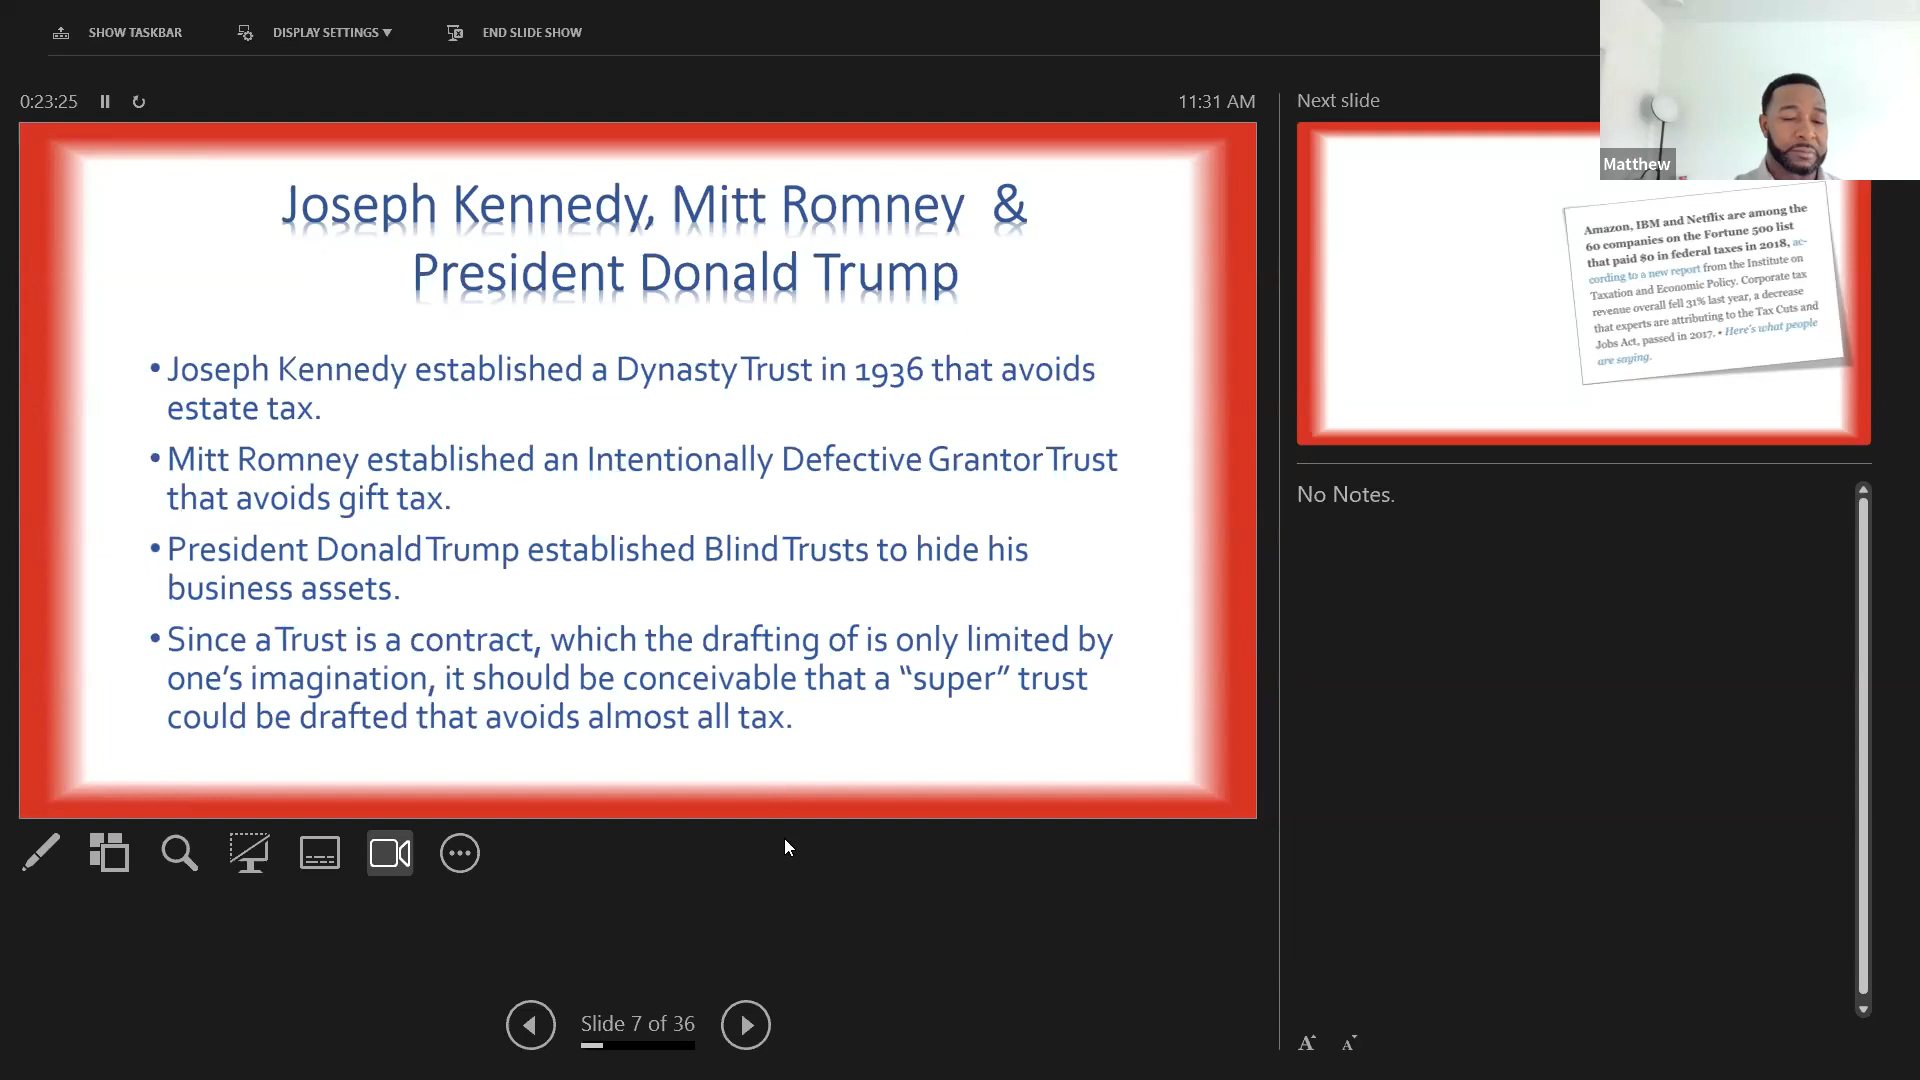 SHOW TASKBAR
DISPLAY SETTINGS ▼
END SLIDE SHOW
0:23:25
11:31 AM
Joseph Kennedy, Mitt Romney &
President Donald Trump
• Joseph Kennedy established a Dynasty Trust in 1936 that avoids
estate tax.
• Mitt Romney established an Intentionally Defective Grantor Trust
that avoids gift tax.
• President Donald Trump established Blind Trusts to hide his
business assets.
• Since a Trust is a contract, which the drafting of is only limited by
one's imagination, it should be conceivable that a “super” trust
could be drafted that avoids almost all tax.
Slide 7 of 36
Next slide
Matthew
Amazon, IBM and Netflix are among the
60 companies on the Fortune 500 list
that paid $0 in federal taxes in 2018, ac-
cording to a new report from the Institute on
Taxation and Economic Policy. Corporate tax
revenue overall fell 31% last year, a decrease
that experts are attributing to the Tax Cuts and
Jobs Act, passed in 2017. • Here's what people
are saying.
No Notes.
A A